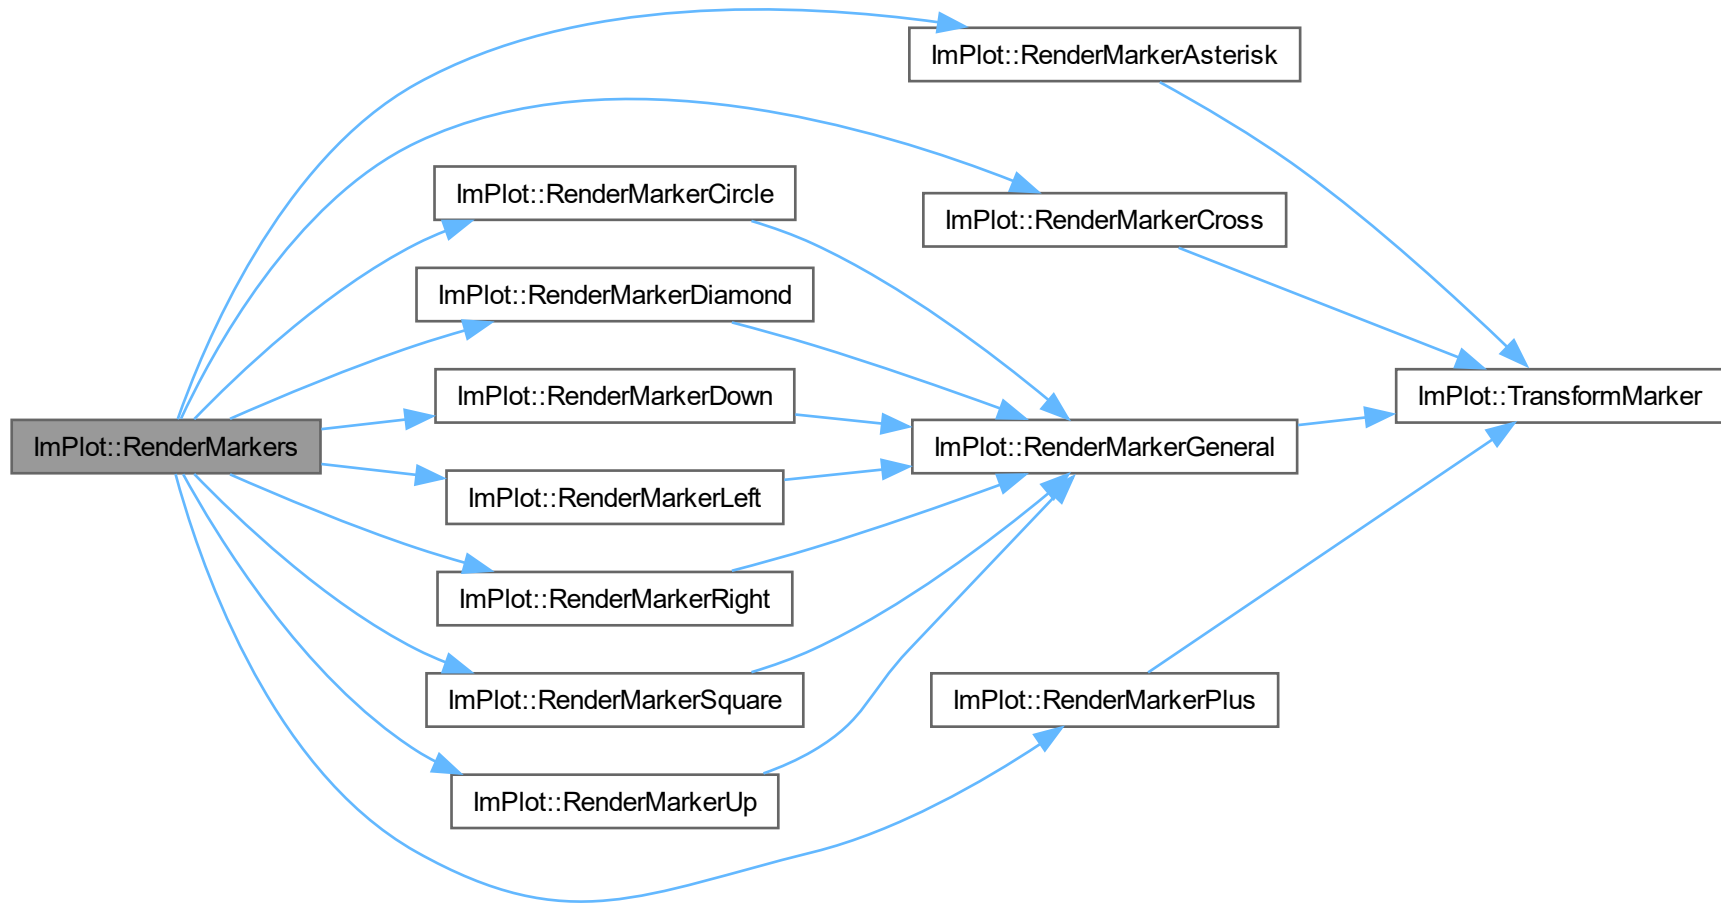 ImPlot::RenderMarkers
ImPlot::RenderMarkerAsterisk
ImPlot::RenderMarkerCircle
ImPlot::RenderMarkerCross
ImPlot::RenderMarkerDiamond
ImPlot::RenderMarkerDown
ImPlot::RenderMarkerLeft
ImPlot::RenderMarkerRight
ImPlot::RenderMarkerSquare
ImPlot::RenderMarkerUp
ImPlot::RenderMarkerGeneral
ImPlot::RenderMarkerPlus
ImPlot::TransformMarker